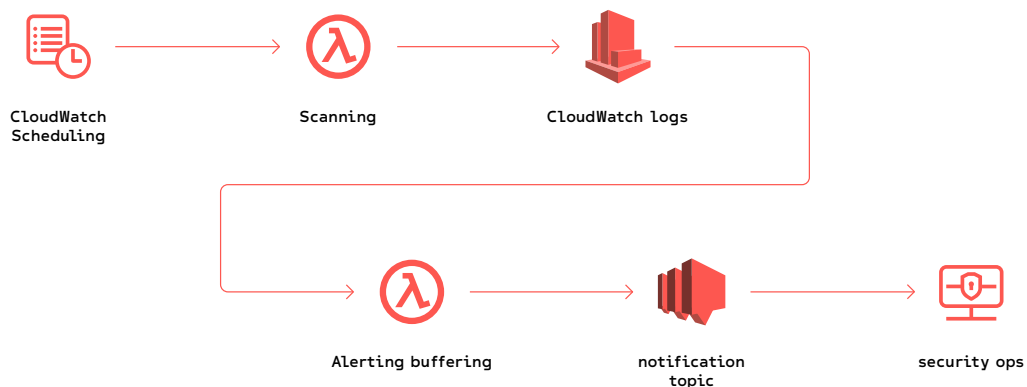 CloudWatch
Scheduling
Scanning
CloudWatch logs
Alerting buffering
notification
topic
security ops